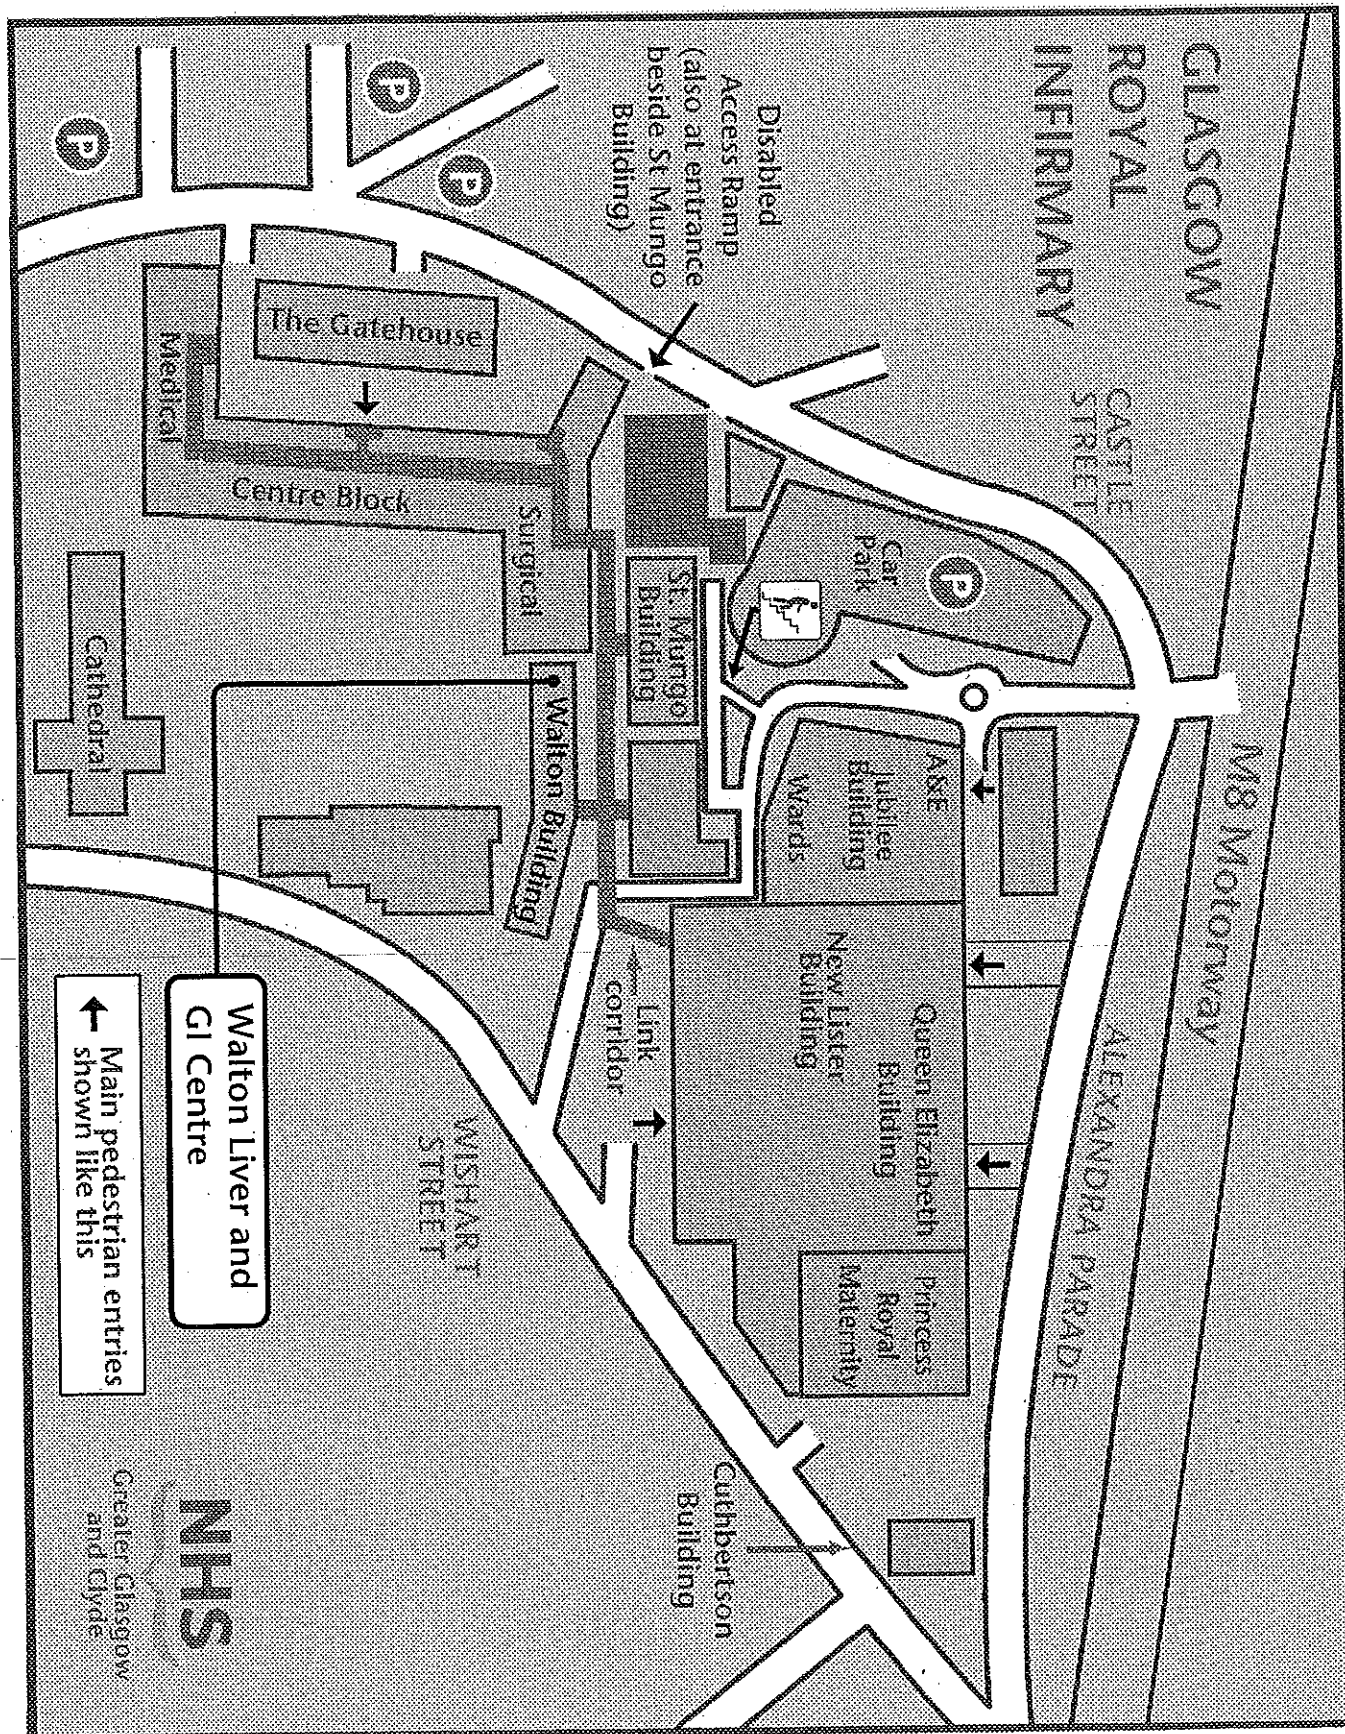 GLASGOW
ROYAL
INFIRMARY
M8 Motorway
CASTLE
STREET
ALEXANDRA PARADE
Disabled
Access Ramp
(also at entrance
beside St Mungo
Building)
P
P
P
Car
Park
P
A&E
Jubilee
Building
Wards
Queen Elizabeth
Building
New Lister
Building
Princess
Royal
Maternity
St. Mungo
Building
Link
corridor
Cuthbertson
Building
The Gatehouse
Surgical
Walton Building
Centre Block
Medical
WISHART
STREET
Cathedral
Walton Liver and
GI Centre
Main pedestrian entries
shown like this
NHS
Greater Glasgow
and Clyde